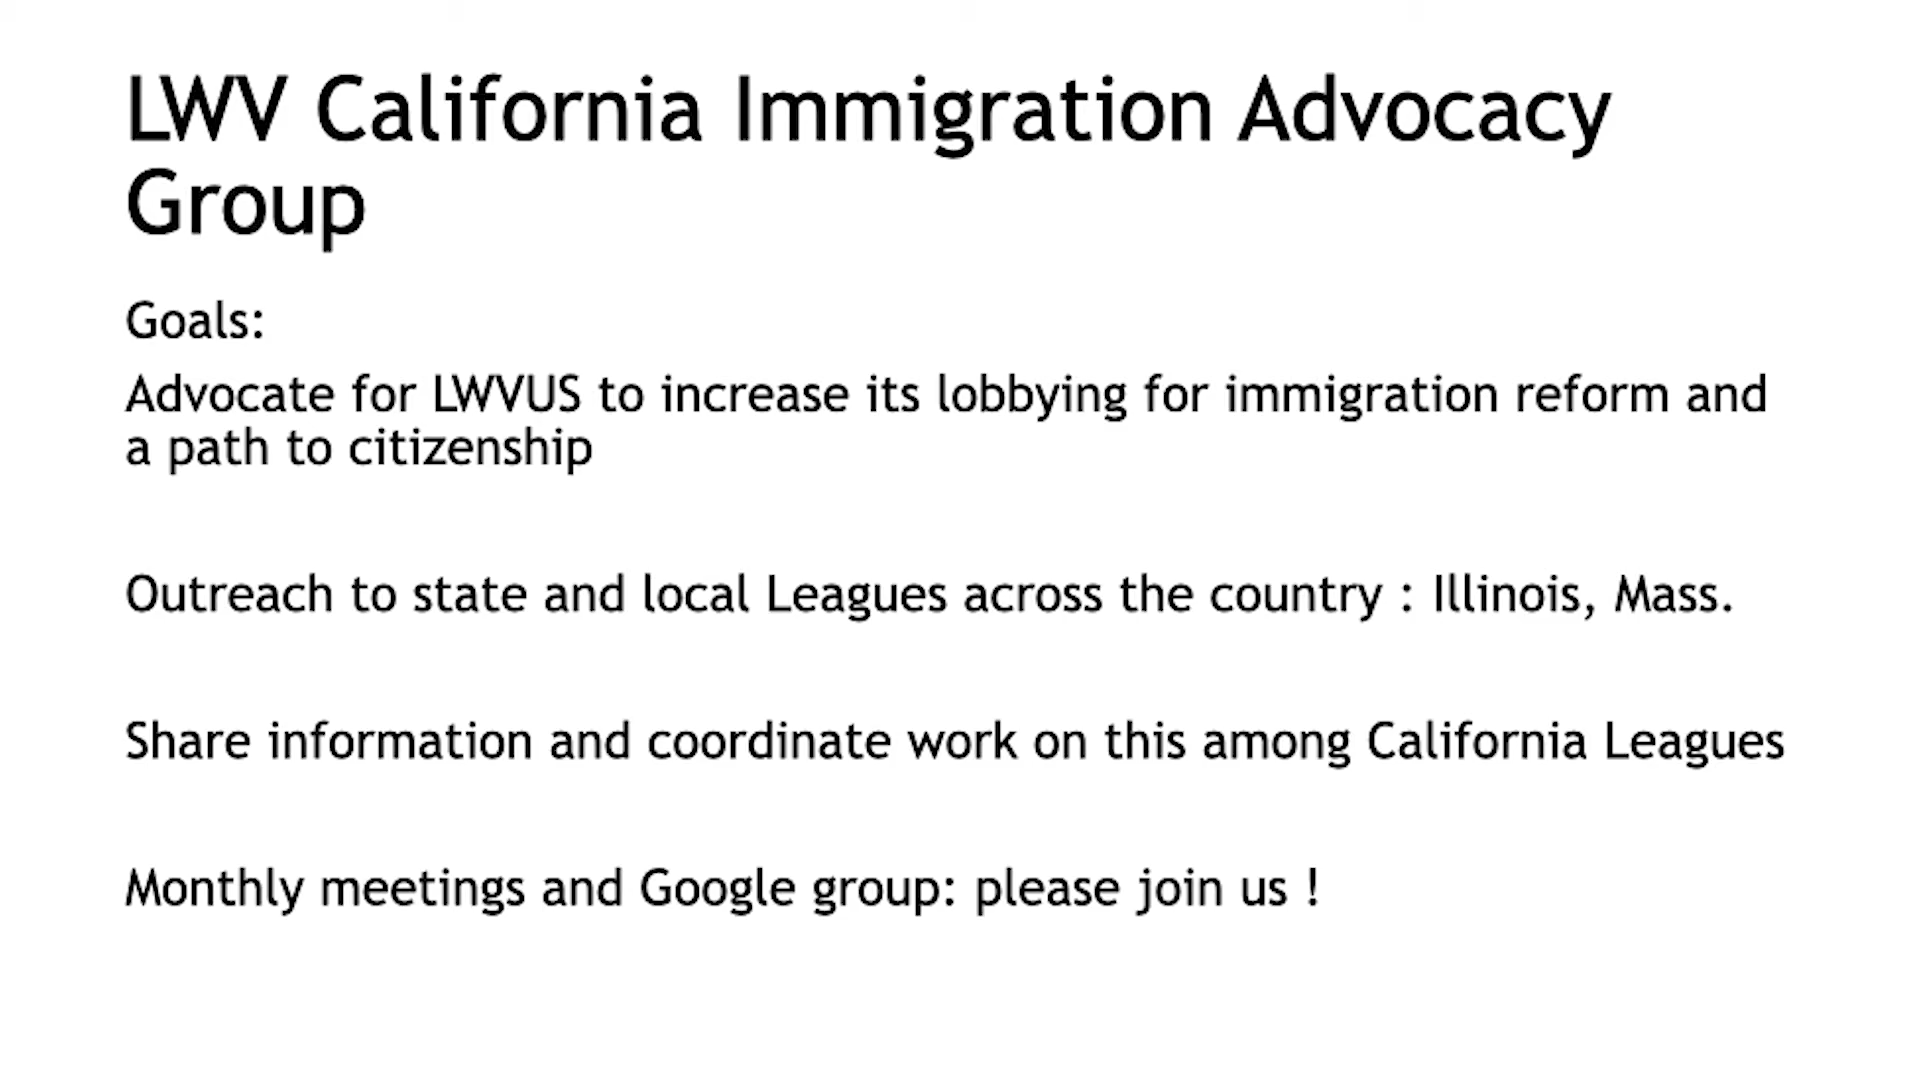 LWV California Immigration Advocacy
Group
Goals:
Advocate for LWVUS to increase its lobbying for immigration reform and
a path to citizenship
Outreach to state and local Leagues across the country : Illinois, Mass.
Share information and coordinate work on this among California Leagues
Monthly meetings and Google group: please join us !